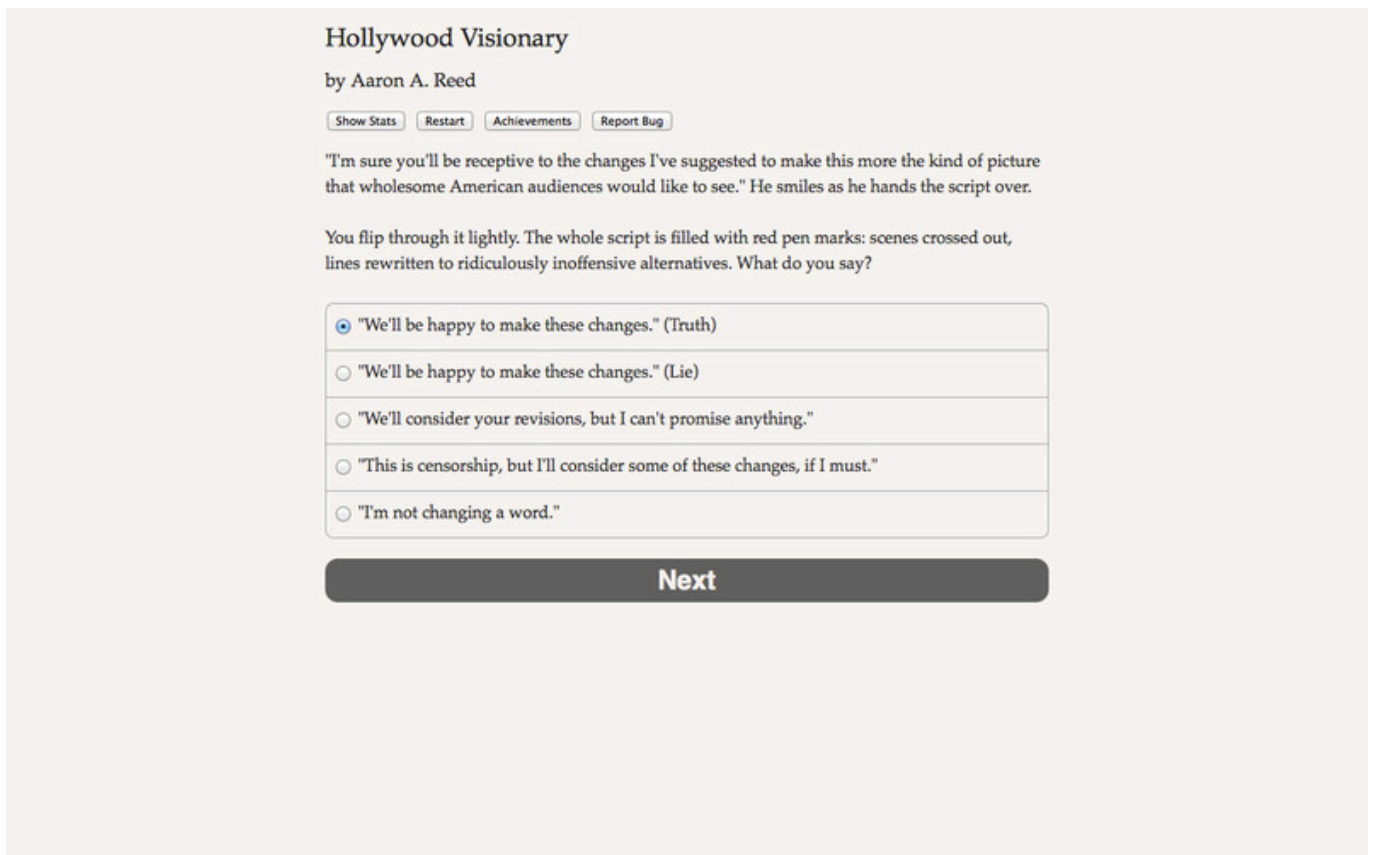 Hollywood Visionary
by Aaron A. Reed
Show Stats Restart Achievements Report Bug
"I'm sure you'll be receptive to the changes I've suggested to make this more the kind of picture
that wholesome American audiences would like to see." He smiles as he hands the script over.
You flip through it lightly. The whole script is filled with red pen marks: scenes crossed out,
lines rewritten to ridiculously inoffensive alternatives. What do you say?
"We'll be happy to make these changes." (Truth)
"We'll be happy to make these changes." (Lie)
"We'll consider your revisions, but I can't promise anything."
"This is censorship, but I'll consider some of these changes, if I must."
"I'm not changing a word."
Next